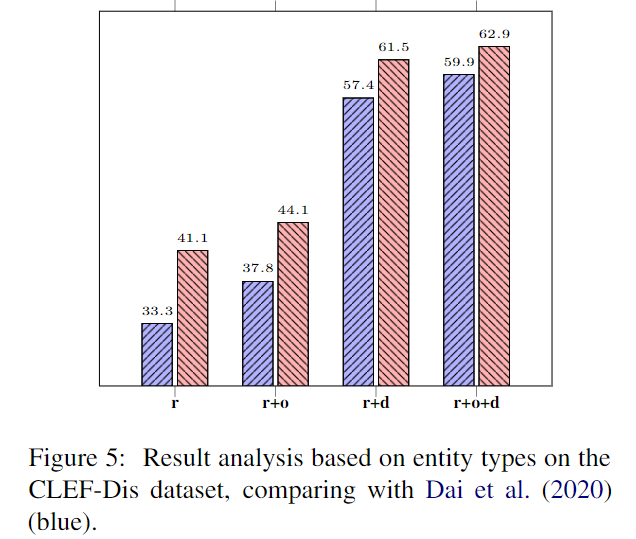 62.9
61.5
59.9
57.4
44.1
41.1
37.8
33.3
r r+o r+d r+o+d
Figure 5: Result analysis based on entity types on the
CLEF-Dis dataset, comparing with Dai et al. (2020)
(blue).